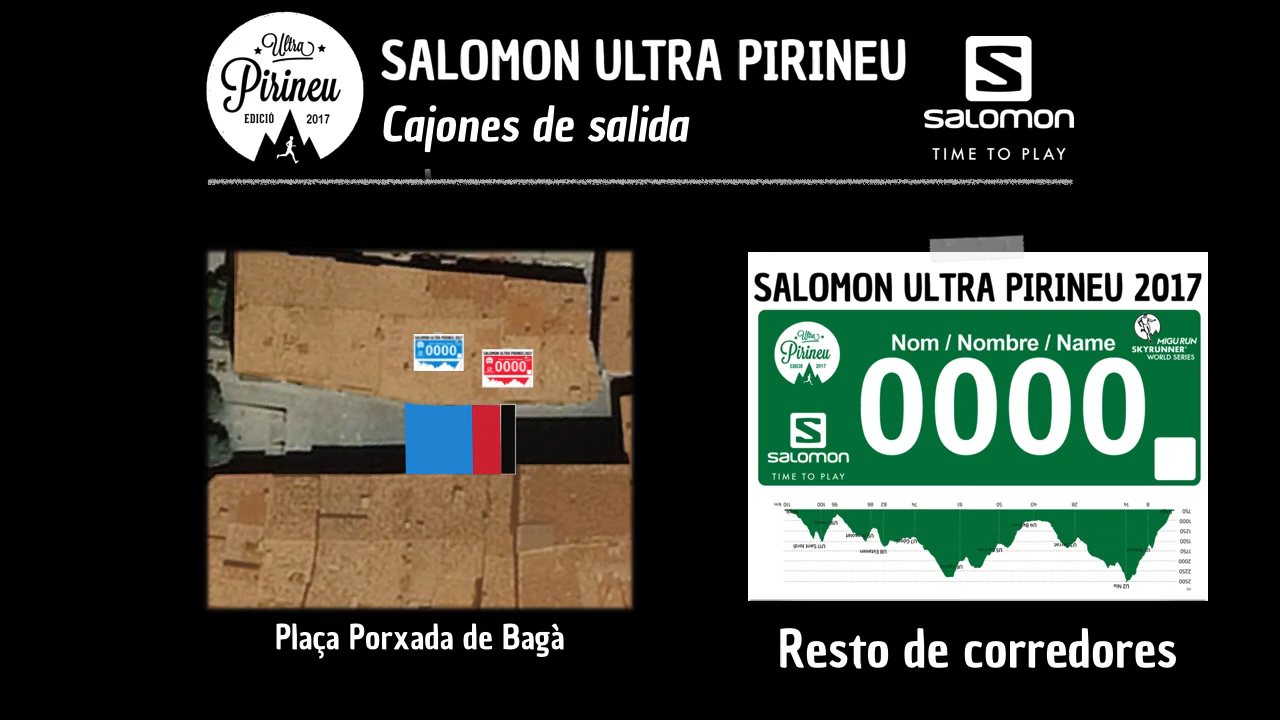 Ultra
Pirineu
EDICIÓ 2017
SALOMON ULTRA PIRINEU
Cajones de salida
SALOMON
TIME TO PLAY
0000
0000
Plaça Porxada de Bagà
SALOMON ULTRA PIRINEU 2017
Ultra
Pirineu
EDICIÓ 2017
Nom / Nombre / Name
MIGU RUN
SKYRUNNER
WORLD SERIES
0000
SALOMON
TIME TO PLAY
Resto de corredores